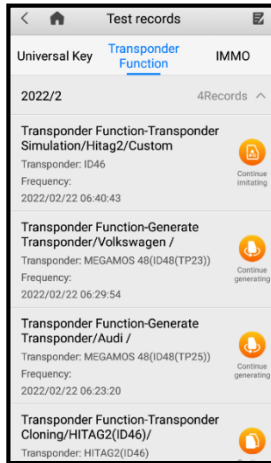 Test records
Universal Key
Transponder
Function
IMMO
2022/2
4Records
Transponder Function-Transponder
Simulation/Hitag2/Custom
Transponder: ID46
Frequency:
2022/02/22 06:40:43
Continue
imitating
Transponder Function-Generate
Transponder/Volkswagen /
Transponder: MEGAMOS 48(ID48(TP23))
Frequency:
2022/02/22 06:29:54
Continue
generating
Transponder Function-Generate
Transponder/Audi /
Transponder: MEGAMOS 48(ID48(TP25))
Frequency:
2022/02/22 06:23:20
Continue
generating
Transponder Function-Transponder
Cloning/HITAG2(ID46)/
Transponder: HITAG2(ID46)